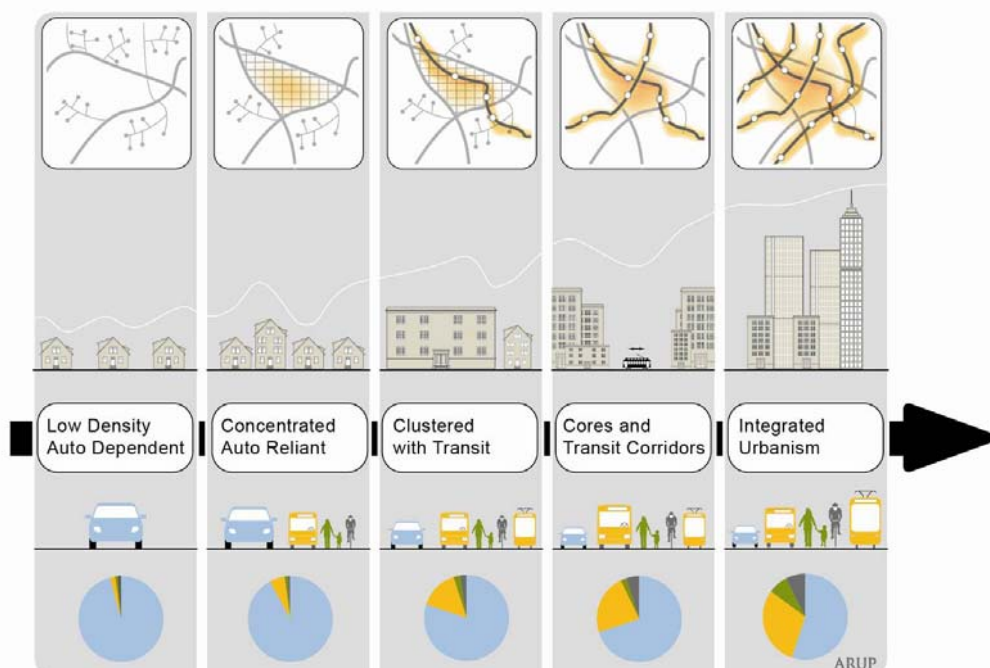 Low Density
Auto Dependent
Concentrated
Auto Reliant
Clustered
with Transit
Cores and
Transit Corridors
Integrated
Urbanism
ARUP